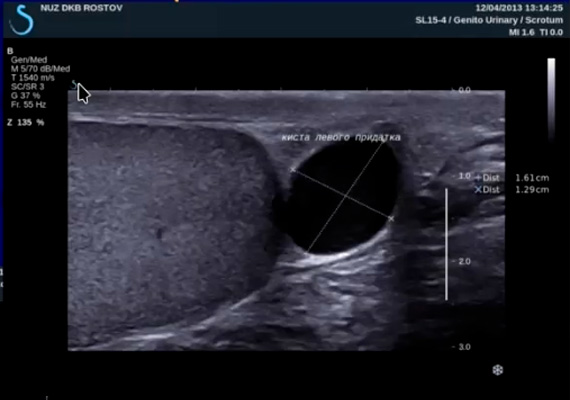 NUZ DKB ROSTOV
12/04/2013 13:14:25
SL15-4 / Genito Urinary / Scrotum
MI 1.6 TI 0.0
B
Gen/Med
M 5/70 dB/Med
T 1540 m/s
SC/SR 3
G 37 %
Fr. 55 Hz
Z 135 %
S
киста левого придатка
0.0
1.0
2.0
3.0
Dist 1.61cm
Dist 1.29cm